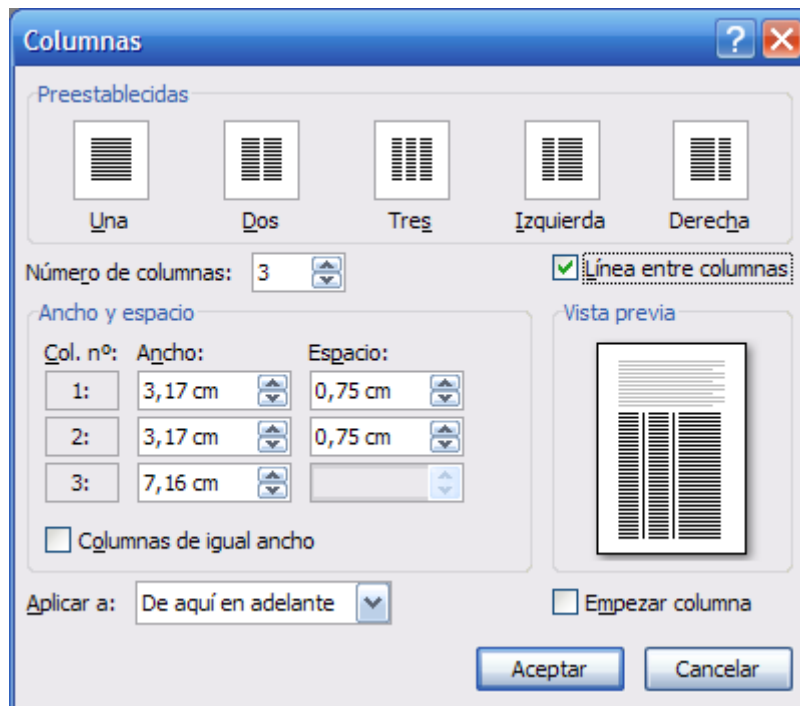 Columnas
Preestablecidas
Una Dos Tres Izquierda Derecha
Número de columnas: 3 Línea entre columnas
Ancho y espacio Vista previa
Col. nº: Ancho: Espacio:
1: 3,17 cm 0,75 cm
2: 3,17 cm 0,75 cm
3: 7,16 cm
Columnas de igual ancho
Aplicar a: De aquí en adelante Empezar columna
Aceptar Cancelar